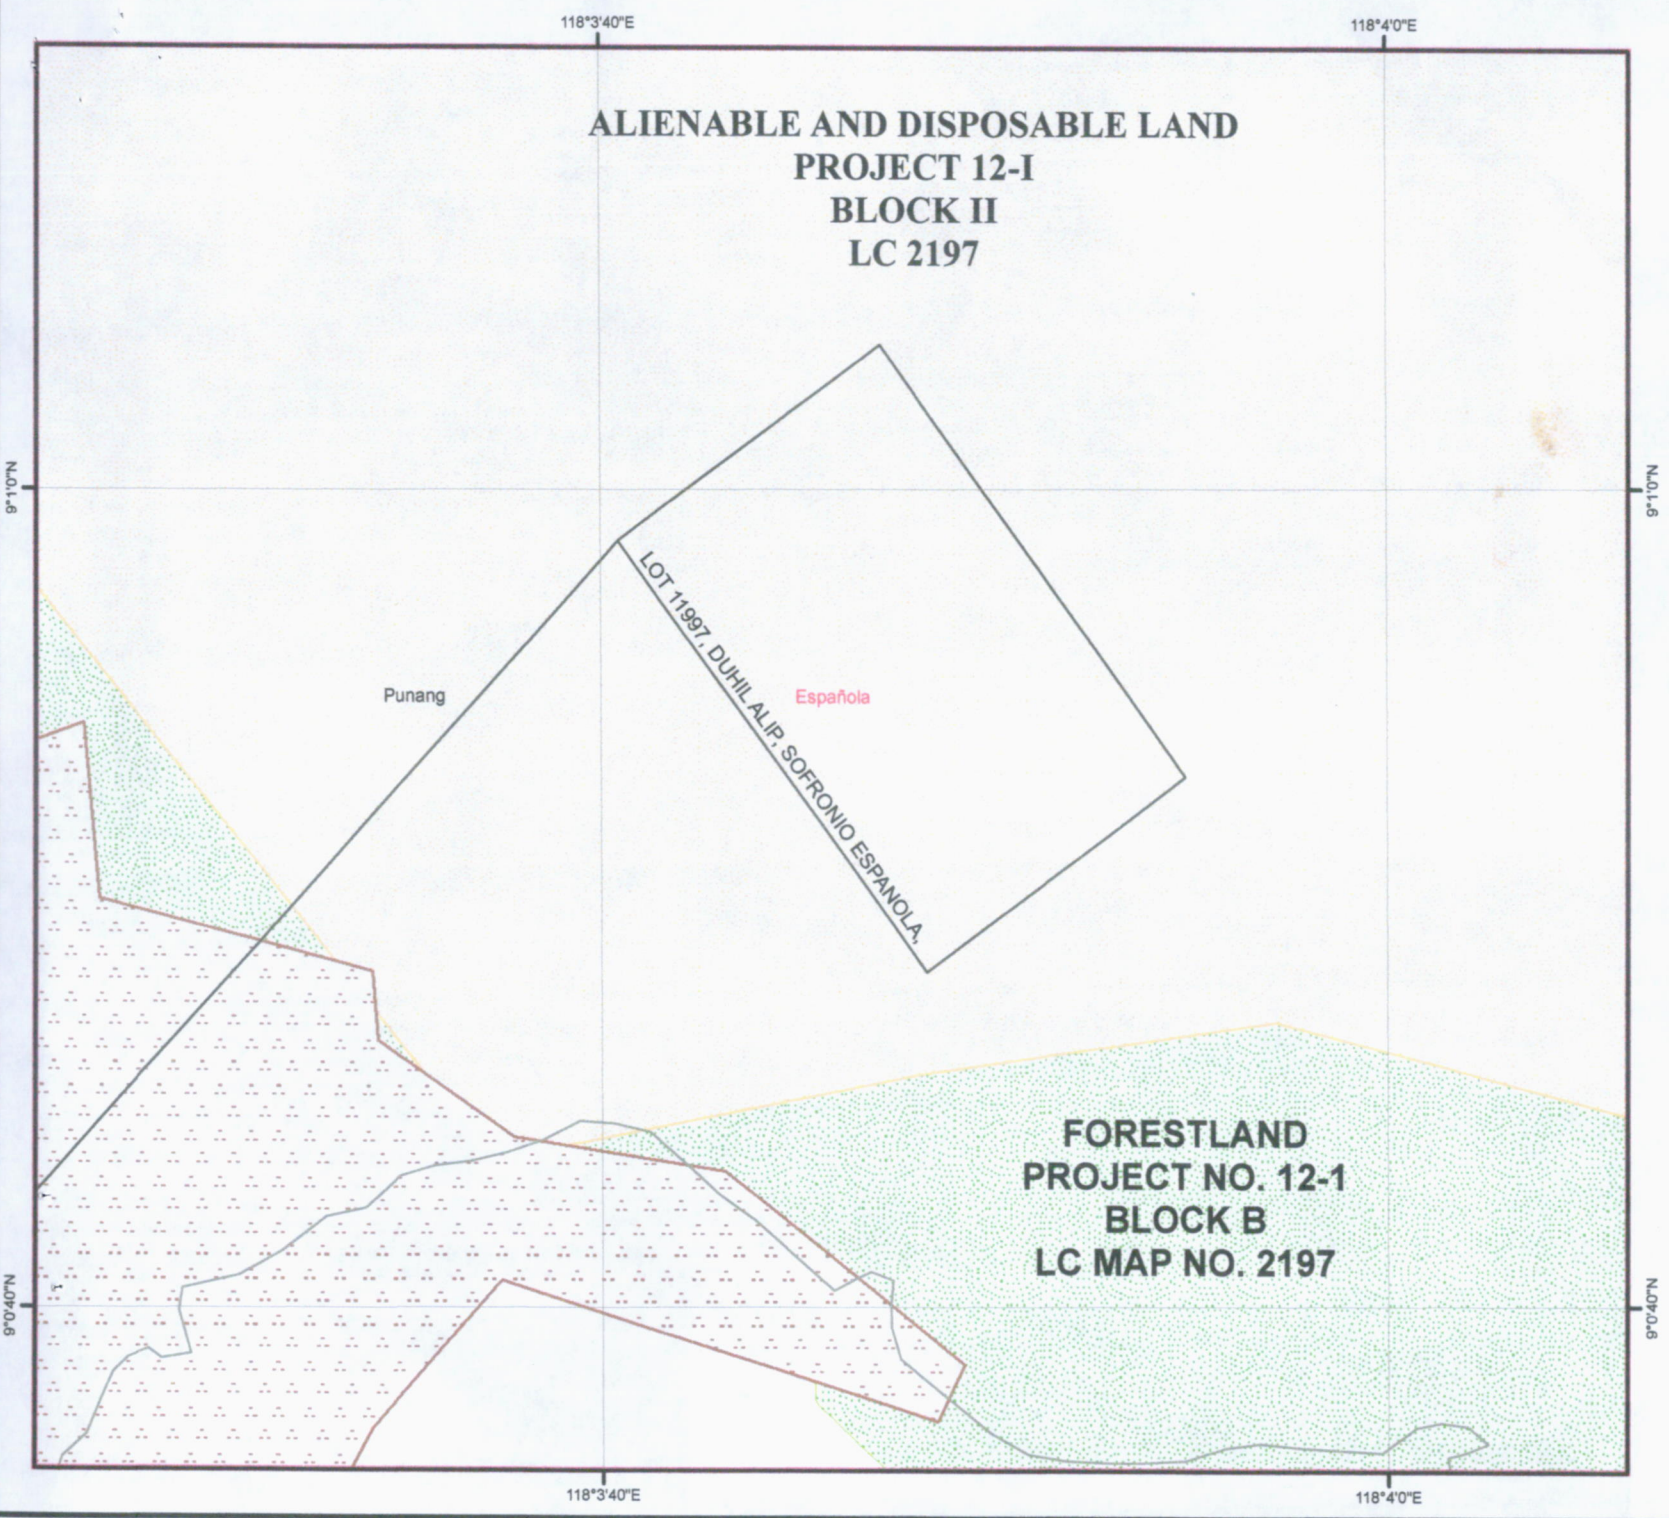 118°3'40"E
118°4'0"E
ALIENABLE AND DISPOSABLE LAND
PROJECT 12-I
BLOCK II
LC 2197
9°1'0"N
9°1'0"N
LOT 11997, DUHIL ALIP, SOFRONIO ESPANOLA,
Punang
Española
FORESTLAND
PROJECT NO. 12-1
BLOCK B
LC MAP NO. 2197
9°0'40"N
9°0'40"N
118°3'40"E
118°4'0"E